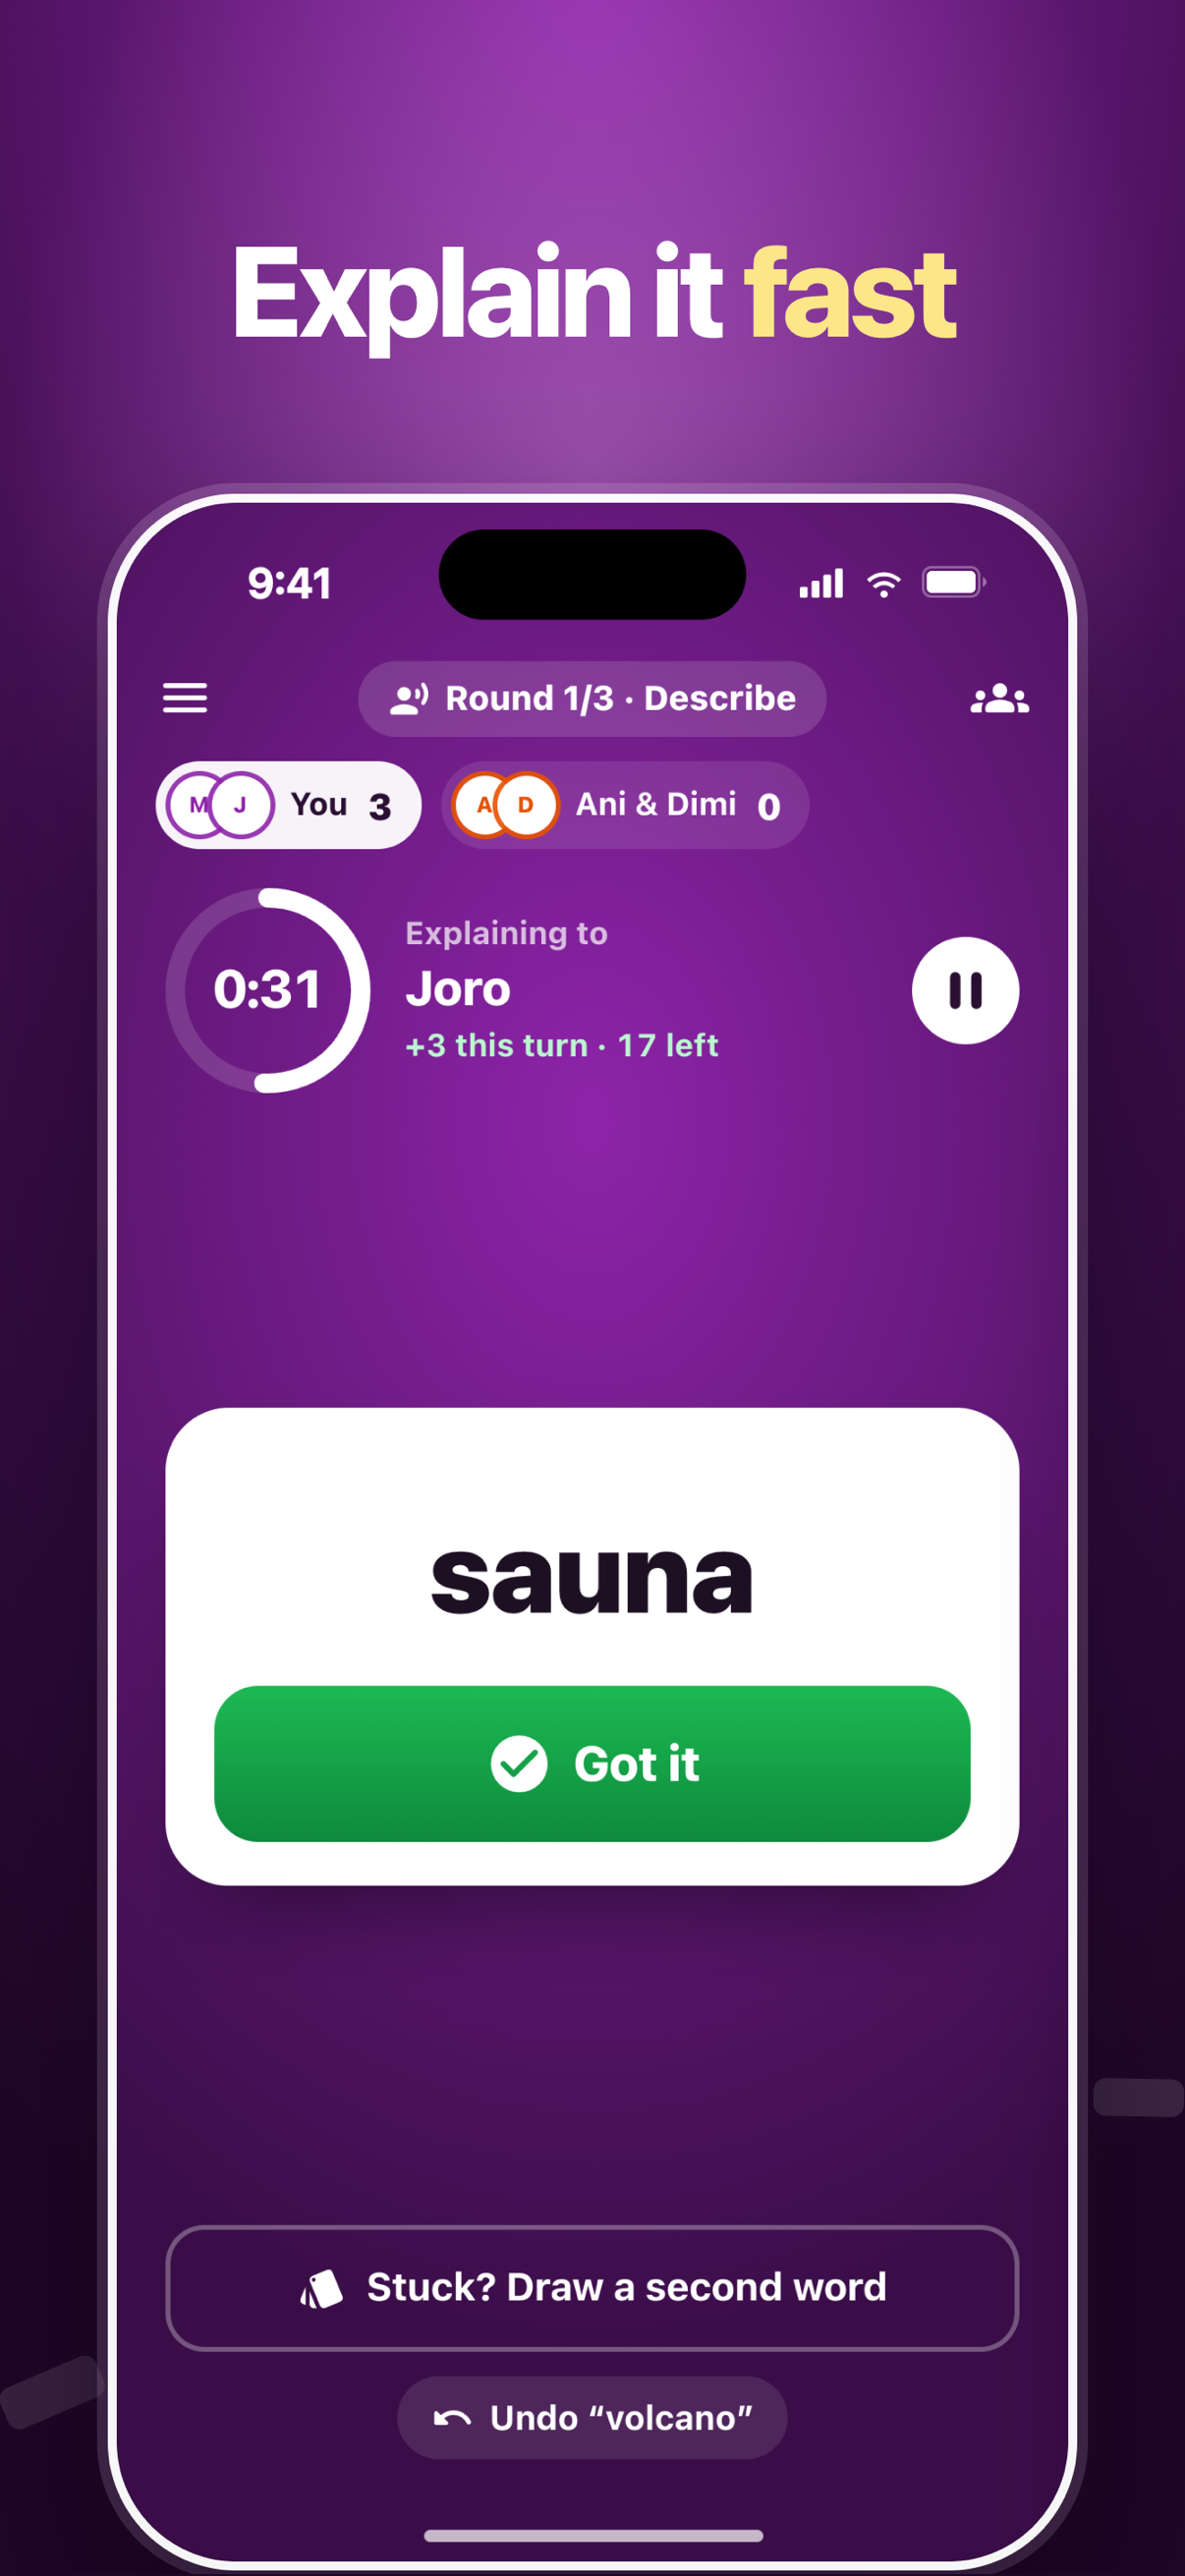 Explain it fast
9:41
Round 1/3 · Describe
M J You 3
A D Ani & Dimi 0
0:31
Explaining to
Joro
+3 this turn · 17 left
sauna
Got it
Stuck? Draw a second word
Undo “volcano”